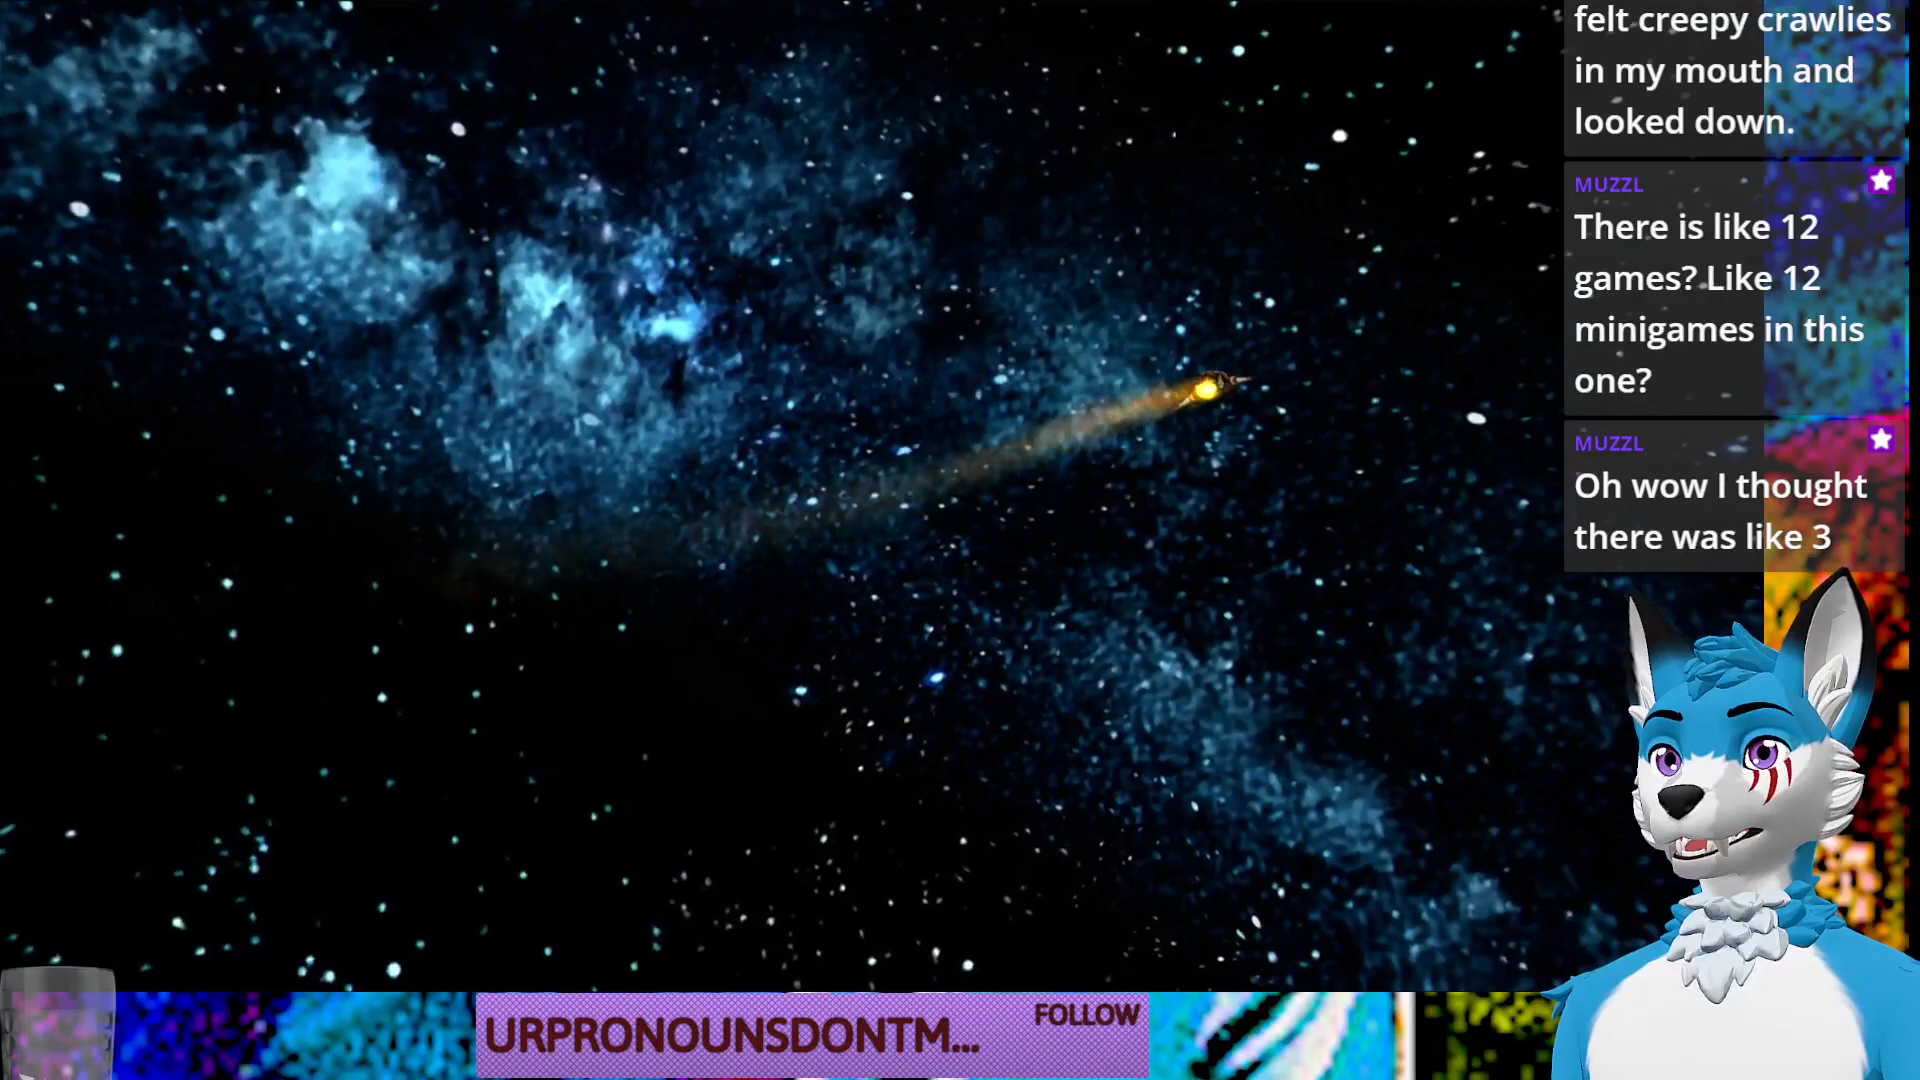 felt creepy crawlies
in my mouth and
looked down.
MUZZL
There is like 12
games? Like 12
minigames in this
one?
MUZZL
Oh wow I thought
there was like 3
URPRONOUNSDONTM...
FOLLOW